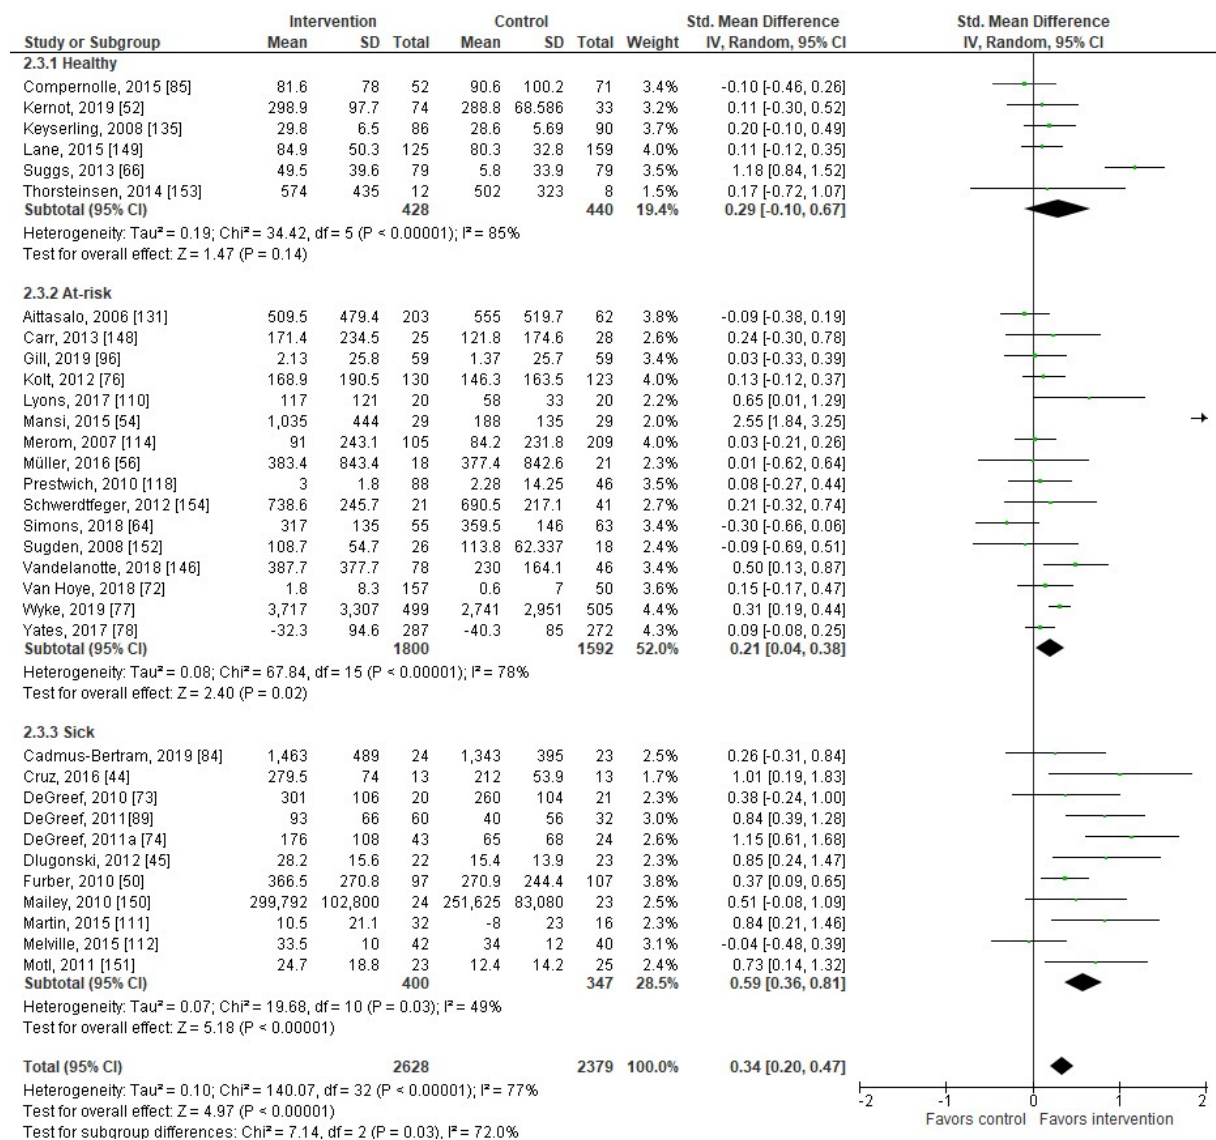 Intervention Control Std. Mean Difference Std. Mean Difference
Study or Subgroup Mean SD Total Mean SD Total Weight IV, Random, 95% CI IV, Random, 95% CI
2.3.1 Healthy
Compernolle, 2015 [85] 81.6 78 52 90.6 100.2 71 3.4% -0.10 [-0.46, 0.26]
Kernot, 2019 [52] 298.9 97.7 74 288.8 68.586 33 3.2% 0.11 [-0.30, 0.52]
Keyserling, 2008 [135] 29.8 6.5 86 28.6 5.69 90 3.7% 0.20 [-0.10, 0.49]
Lane, 2015 [149] 84.9 50.3 125 80.3 32.8 159 4.0% 0.11 [-0.12, 0.35]
Suggs, 2013 [66] 49.5 39.6 79 5.8 33.9 79 3.5% 1.18 [0.84, 1.52]
Thorsteinsen, 2014 [153] 574 435 12 502 323 8 1.5% 0.17 [-0.72, 1.07]
Subtotal (95% CI) 428 440 19.4% 0.29 [-0.10, 0.67]
Heterogeneity: Tau² = 0.19; Chi² = 34.42, df = 5 (P < 0.00001); I² = 85%
Test for overall effect: Z = 1.47 (P = 0.14)
2.3.2 At-risk
Aittasalo, 2006 [131] 509.5 479.4 203 555 519.7 62 3.8% -0.09 [-0.38, 0.19]
Carr, 2013 [148] 171.4 234.5 25 121.8 174.6 28 2.6% 0.24 [-0.30, 0.78]
Gill, 2019 [96] 2.13 25.8 59 1.37 25.7 59 3.4% 0.03 [-0.33, 0.39]
Kolt, 2012 [76] 168.9 190.5 130 146.3 163.5 123 4.0% 0.13 [-0.12, 0.37]
Lyons, 2017 [110] 117 121 20 58 33 20 2.2% 0.65 [0.01, 1.29]
Mansi, 2015 [54] 1,035 444 29 188 135 29 2.0% 2.55 [1.84, 3.25]
Merom, 2007 [114] 91 243.1 105 84.2 231.8 209 4.0% 0.03 [-0.21, 0.26]
Müller, 2016 [56] 383.4 843.4 18 377.4 842.6 21 2.3% 0.01 [-0.62, 0.64]
Prestwich, 2010 [118] 3 1.8 88 2.28 14.25 46 3.5% 0.08 [-0.27, 0.44]
Schwerdtfeger, 2012 [154] 738.6 245.7 21 690.5 217.1 41 2.7% 0.21 [-0.32, 0.74]
Simons, 2018 [64] 317 135 55 359.5 146 63 3.4% -0.30 [-0.66, 0.06]
Sugden, 2008 [152] 108.7 54.7 26 113.8 62.337 18 2.4% -0.09 [-0.69, 0.51]
Vandelanotte, 2018 [146] 387.7 377.7 78 230 164.1 46 3.4% 0.50 [0.13, 0.87]
Van Hoye, 2018 [72] 1.8 8.3 157 0.6 7 50 3.6% 0.15 [-0.17, 0.47]
Wyke, 2019 [77] 3,717 3,307 499 2,741 2,951 505 4.4% 0.31 [0.19, 0.44]
Yates, 2017 [78] -32.3 94.6 287 -40.3 85 272 4.3% 0.09 [-0.08, 0.25]
Subtotal (95% CI) 1800 1592 52.0% 0.21 [0.04, 0.38]
Heterogeneity: Tau² = 0.08; Chi² = 67.84, df = 15 (P < 0.00001); I² = 78%
Test for overall effect: Z = 2.40 (P = 0.02)
2.3.3 Sick
Cadmus-Bertram, 2019 [84] 1,463 489 24 1,343 395 23 2.5% 0.26 [-0.31, 0.84]
Cruz, 2016 [44] 279.5 74 13 212 53.9 13 1.7% 1.01 [0.19, 1.83]
DeGreef, 2010 [73] 301 106 20 260 104 21 2.3% 0.38 [-0.24, 1.00]
DeGreef, 2011[89] 93 66 60 40 56 32 3.0% 0.84 [0.39, 1.28]
DeGreef, 2011a [74] 176 108 43 65 68 24 2.6% 1.15 [0.61, 1.68]
Dlugonski, 2012 [45] 28.2 15.6 22 15.4 13.9 23 2.3% 0.85 [0.24, 1.47]
Furber, 2010 [50] 366.5 270.8 97 270.9 244.4 107 3.8% 0.37 [0.09, 0.65]
Mailey, 2010 [150] 299,792 102,800 24 251,625 83,080 23 2.5% 0.51 [-0.08, 1.09]
Martin, 2015 [111] 10.5 21.1 32 -8 23 16 2.3% 0.84 [0.21, 1.46]
Melville, 2015 [112] 33.5 10 42 34 12 40 3.1% -0.04 [-0.48, 0.39]
Motl, 2011 [151] 24.7 18.8 23 12.4 14.2 25 2.4% 0.73 [0.14, 1.32]
Subtotal (95% CI) 400 347 28.5% 0.59 [0.36, 0.81]
Heterogeneity: Tau² = 0.07; Chi² = 19.68, df = 10 (P = 0.03); I² = 49%
Test for overall effect: Z = 5.18 (P < 0.00001)
Total (95% CI) 2628 2379 100.0% 0.34 [0.20, 0.47]
Heterogeneity: Tau² = 0.10; Chi² = 140.07, df = 32 (P < 0.00001); I² = 77%
Test for overall effect: Z = 4.97 (P < 0.00001)
Test for subgroup differences: Chi² = 7.14, df = 2 (P = 0.03), I² = 72.0%
-2 -1 0 1 2
Favors control Favors intervention